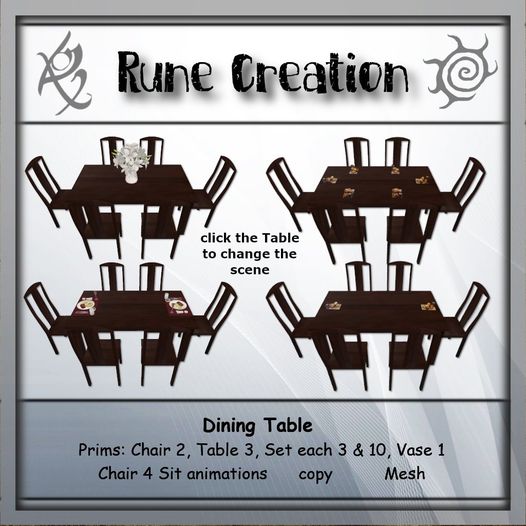 Rune Creation
click the Table
to change the
scene
Dining Table
Prims: Chair 2, Table 3, Set each 3 & 10, Vase 1
Chair 4 Sit animations copy Mesh